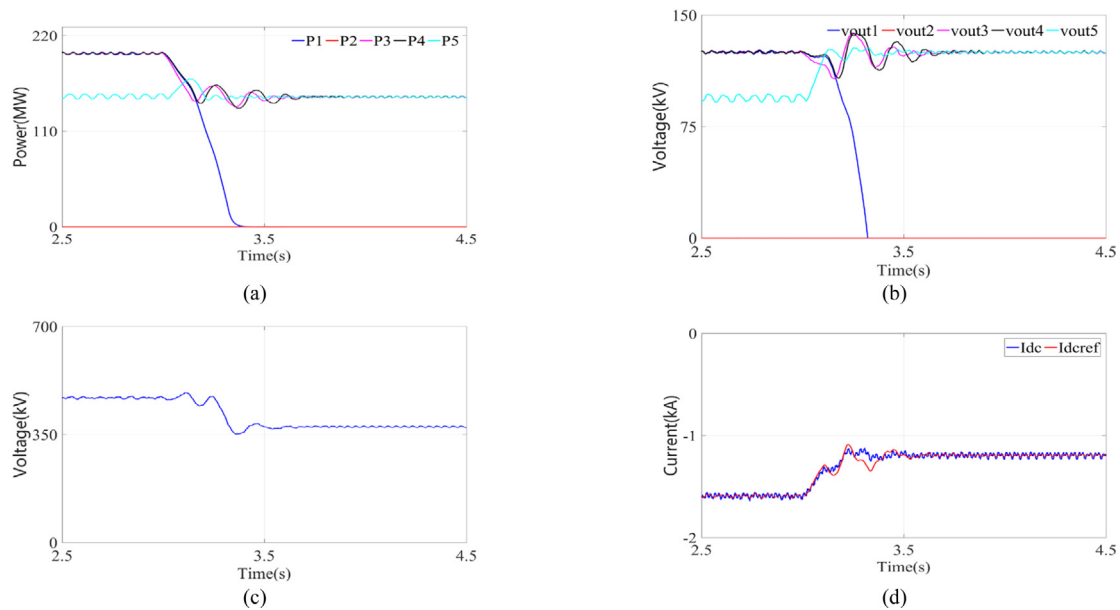 220
P1 P2 P3 P4 P5
Power(MW)
110
0
2.5 3.5 4.5
Time(s)
(a)
150
vout1 vout2 vout3 vout4 vout5
Voltage(kV)
75
0
2.5 3.5 4.5
Time(s)
(b)
700
Voltage(kV)
350
0
2.5 3.5 4.5
Time(s)
(c)
0
Idc Idcref
Current(kA)
-1
-2
2.5 3.5 4.5
Time(s)
(d)